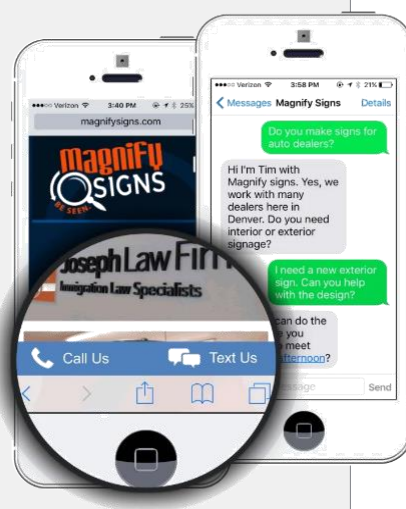 Verizon
3:40 PM
25%
magnifysigns.com
magnify
SIGNS
BE SEEN.
Joseph Law Firm
Immigration Law Specialists
Call Us
Text Us
Verizon
3:58 PM
21%
Messages
Magnify Signs
Details
Do you make signs for
auto dealers?
Hi I'm Tim with
Magnify signs. Yes, we
work with many
dealers here in
Denver. Do you need
interior or exterior
signage?
I need a new exterior
sign. Can you help
with the design?
can do the
you
meet
afternoon?
Send